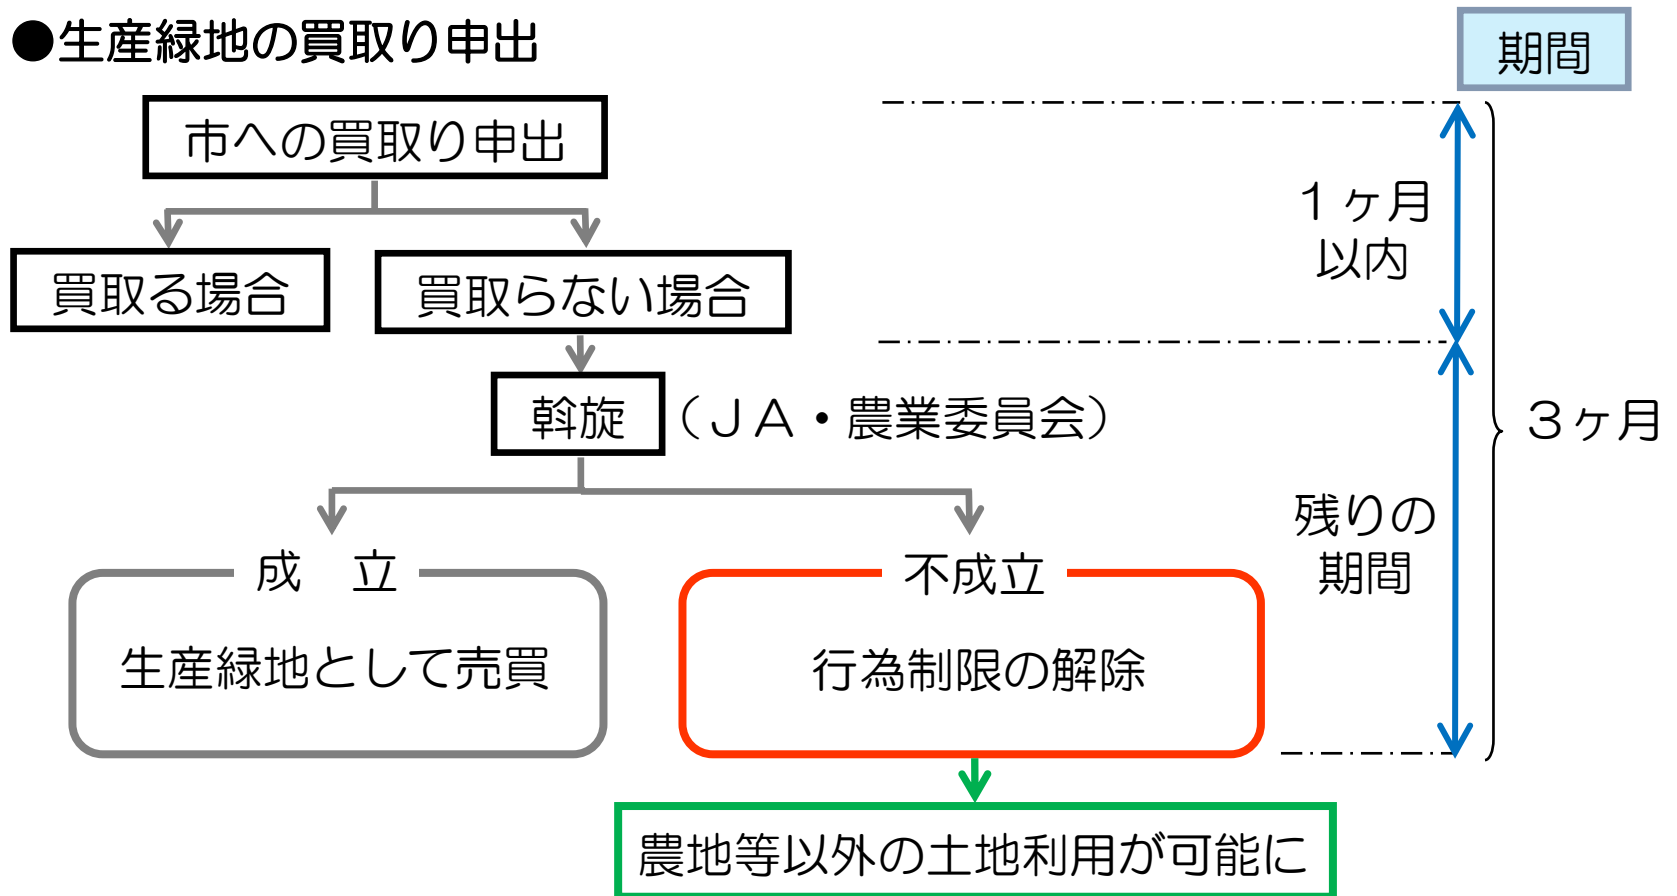 ●生産緑地の買取り申出
期間
市への買取り申出
1ヶ月
以内
買取る場合
買取らない場合
斡旋
（ＪＡ・農業委員会）
3ヶ月
残りの
期間
成　立
不成立
生産緑地として売買
行為制限の解除
農地等以外の土地利用が可能に